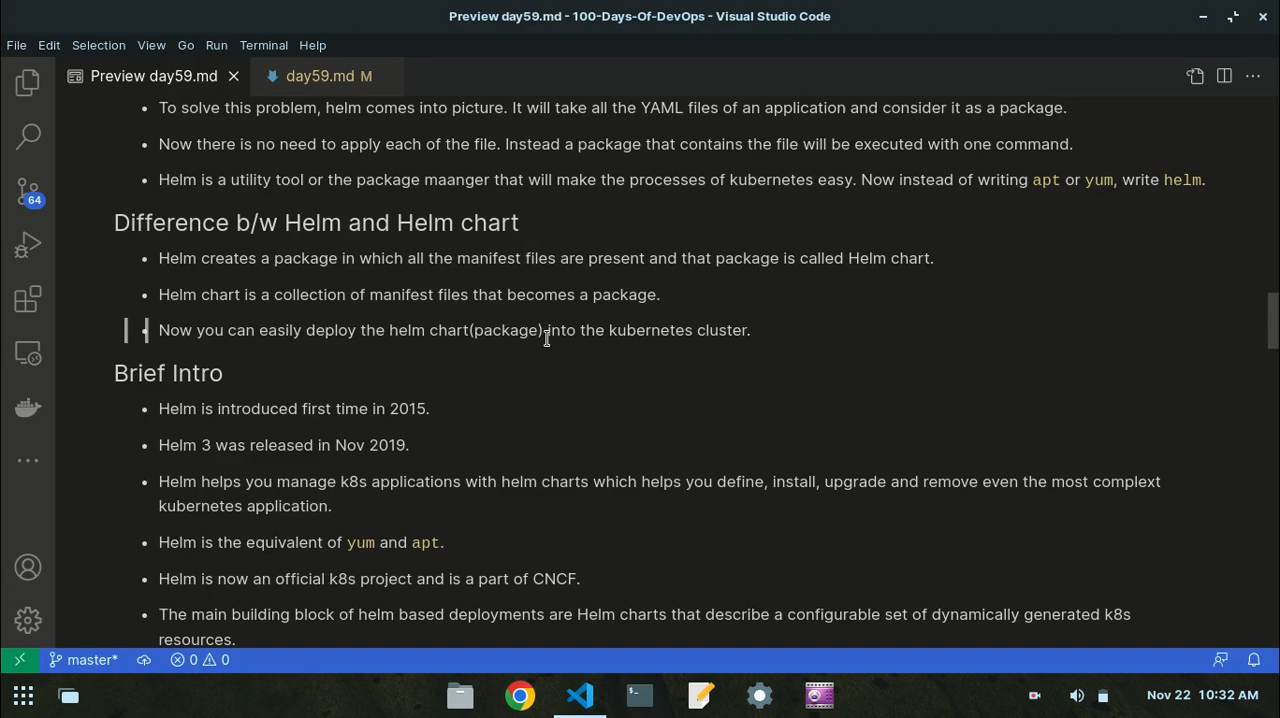 Preview day59.md - 100-Days-Of-DevOps - Visual Studio Code
File Edit Selection View Go Run Terminal Help
Preview day59.md day59.md M
To solve this problem, helm comes into picture. It will take all the YAML files of an application and consider it as a package.
Now there is no need to apply each of the file. Instead a package that contains the file will be executed with one command.
Helm is a utility tool or the package maanger that will make the processes of kubernetes easy. Now instead of writing apt or yum, write helm.
Difference b/w Helm and Helm chart
Helm creates a package in which all the manifest files are present and that package is called Helm chart.
Helm chart is a collection of manifest files that becomes a package.
Now you can easily deploy the helm chart(package) into the kubernetes cluster.
Brief Intro
Helm is introduced first time in 2015.
Helm 3 was released in Nov 2019.
Helm helps you manage k8s applications with helm charts which helps you define, install, upgrade and remove even the most complext
kubernetes application.
Helm is the equivalent of yum and apt.
Helm is now an official k8s project and is a part of CNCF.
The main building block of helm based deployments are Helm charts that describe a configurable set of dynamically generated k8s
resources.
64
master* 0 0
Nov 22 10:32 AM